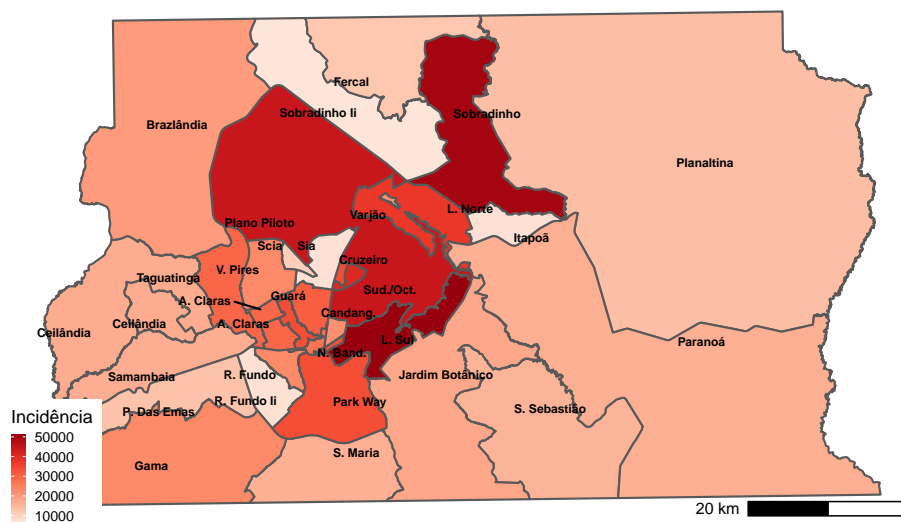 Fercal
Sobradinho Ii
Sobradinho
Brazlândia
Planaltina
L. Norte
Varjão
Plano Piloto
Itapoã
Scia
Sia
Cruzeiro
V. Pires
Taguatinga
Sud./Oct.
Guará
A. Claras
Candang.
Ceilândia
A. Claras
Ceilândia
L. Sul
Paranoá
N. Band.
Samambaia
R. Fundo
Jardim Botânico
R. Fundo Ii
Park Way
P. Das Emas
S. Sebastião
S. Maria
Gama
Incidência
50000
40000
30000
20000
10000
20 km